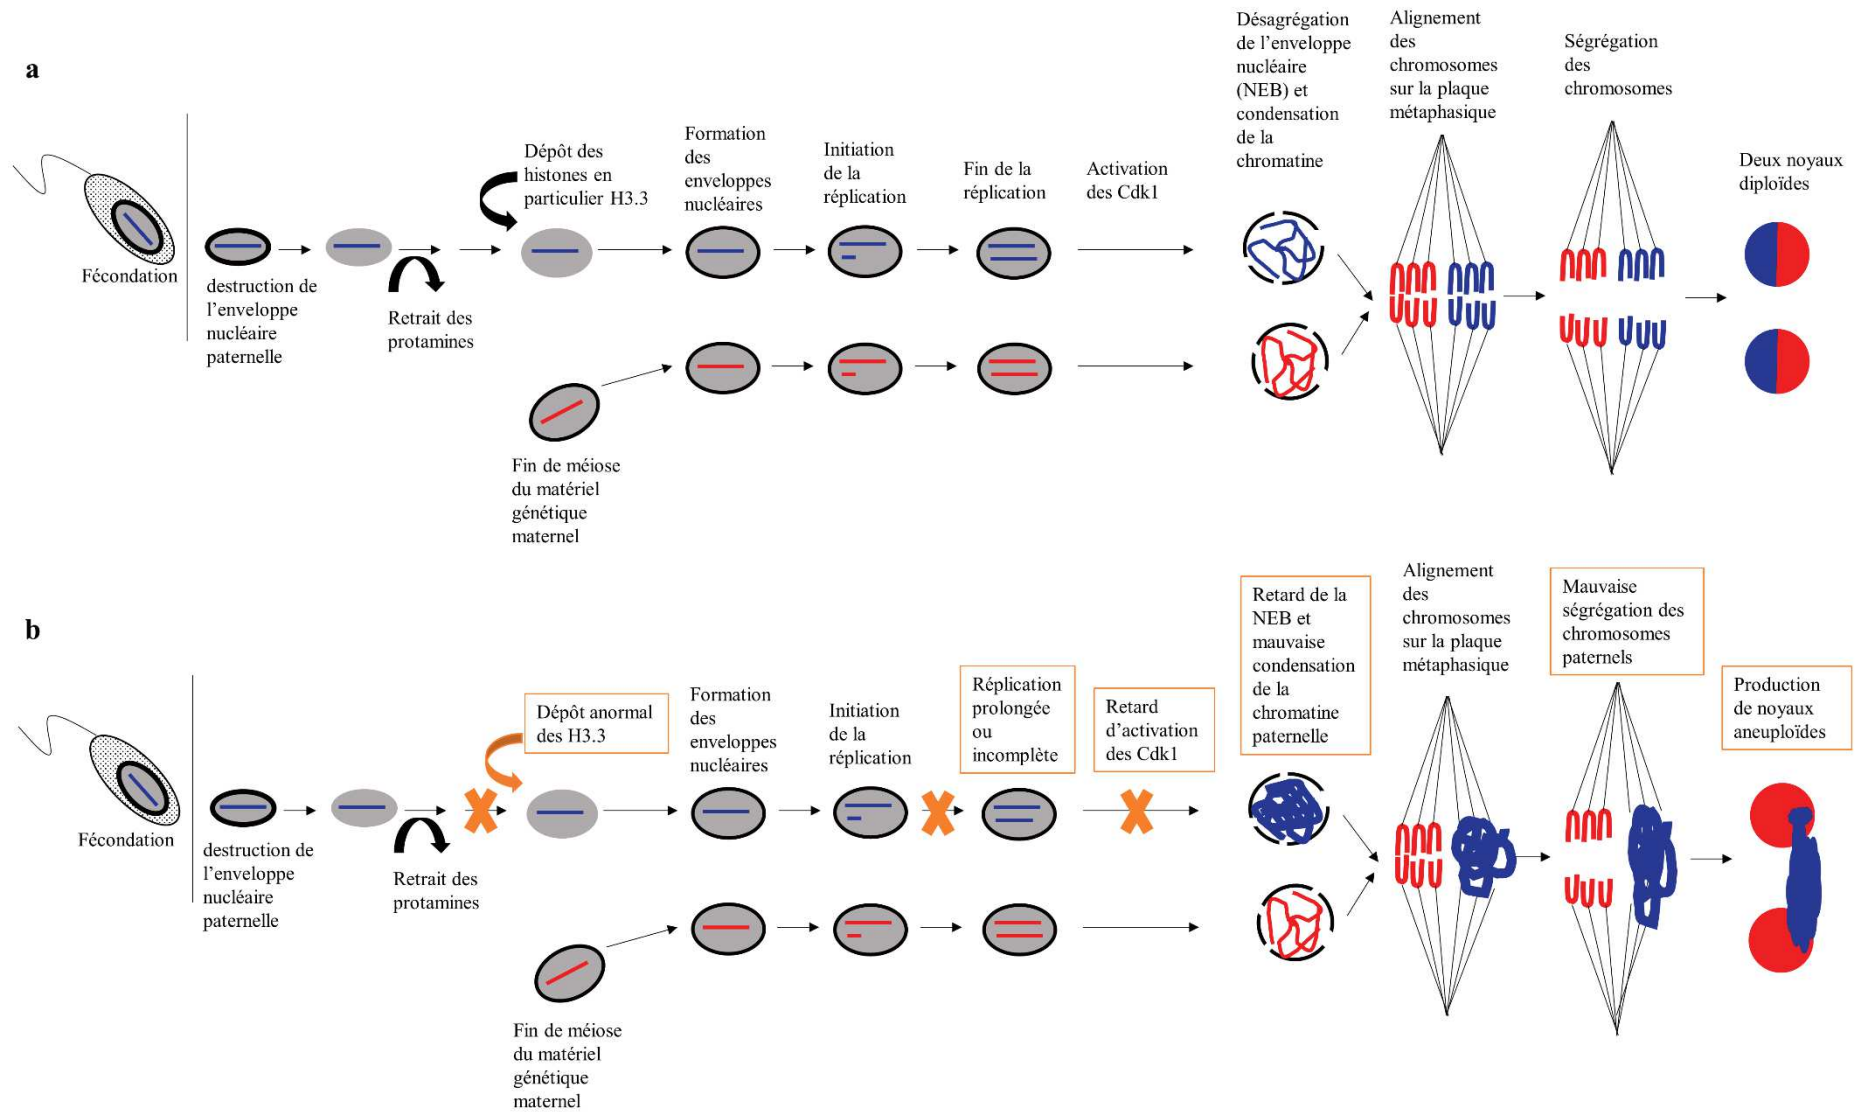 a
Fécondation
destruction de
l’enveloppe
nucléaire
paternelle
Retrait des
protamines
Dépôt des
histones en
particulier H3.3
Fin de méiose
du matériel
génétique
maternel
Formation
des
enveloppes
nucléaires
Initiation
de la
réplication
Fin de la
réplication
Activation
des Cdk1
Désagrégation
de l’enveloppe
nucléaire
(NEB) et
condensation
de la
chromatine
Alignement
des
chromosomes
sur la plaque
métaphasique
Ségrégation
des
chromosomes
Deux noyaux
diploïdes
b
Fécondation
destruction de
l’enveloppe
nucléaire
paternelle
Retrait des
protamines
Dépôt anormal
des H3.3
Fin de méiose
du matériel
génétique
maternel
Formation
des
enveloppes
nucléaires
Initiation
de la
réplication
Réplication
prolongée
ou
incomplète
Retard
d’activation
des Cdk1
Retard de la
NEB et
mauvaise
condensation
de la
chromatine
paternelle
Alignement
des
chromosomes
sur la plaque
métaphasique
Mauvaise
ségrégation des
chromosomes
paternels
Production
de noyaux
aneuploïdes